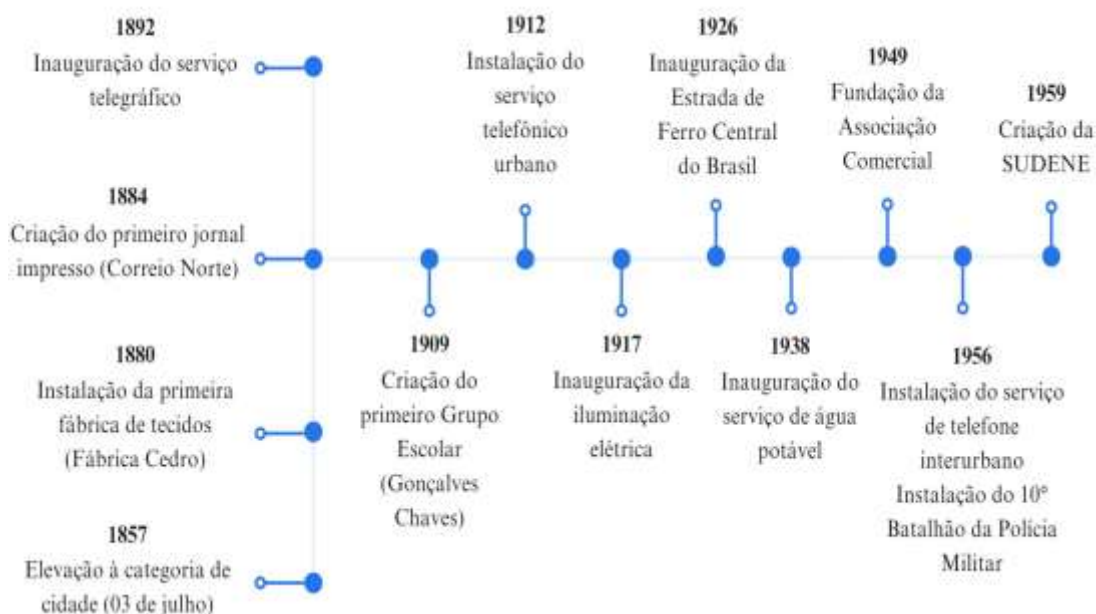 1892
Inauguração do serviço
telegráfico
1884
Criação do primeiro jornal
impresso (Correio Norte)
1880
Instalação da primeira
fábrica de tecidos
(Fábrica Cedro)
1857
Elevação à categoria de
cidade (03 de julho)
1909
Criação do
primeiro Grupo
Escolar
(Gonçalves
Chaves)
1912
Instalação do
serviço
telefônico
urbano
1917
Inauguração da
iluminação
elétrica
1926
Inauguração da
Estrada de
Ferro Central
do Brasil
1938
Inauguração do
serviço de água
potável
1949
Fundação da
Associação
Comercial
1956
Instalação do serviço
de telefone
interurbano
Instalação do 10º
Batalhão da Polícia
Militar
1959
Criação da
SUDENE